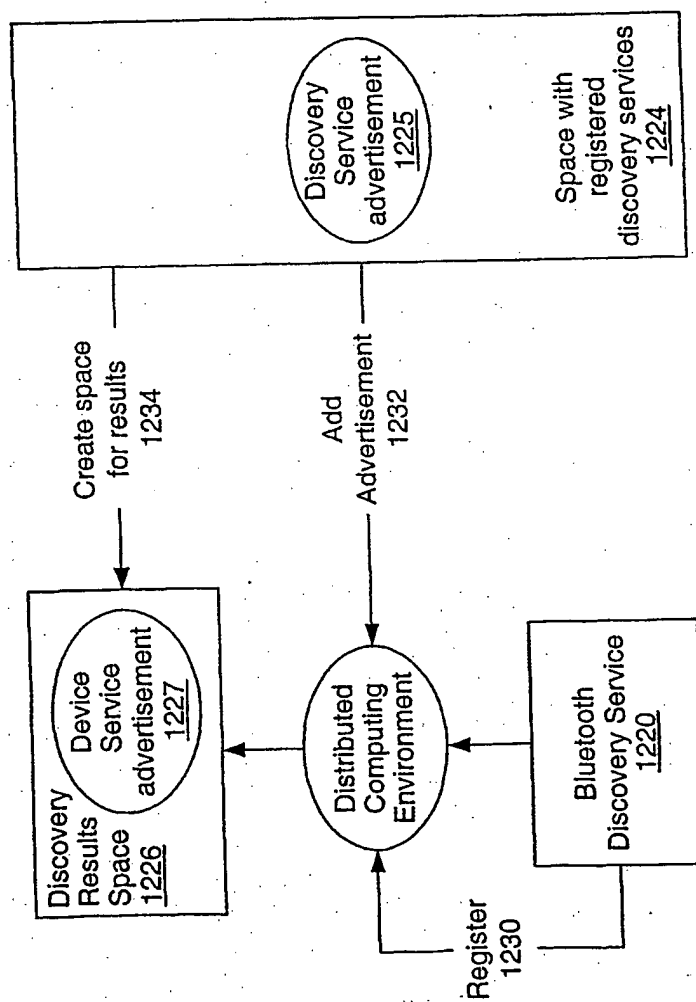 Discovery
Results
Space
1226
Device
Service
advertisement
1227
Create space
for results
1234
Discovery
Service
advertisement
1225
Space with
registered
discovery services
1224
Add
Advertisement
1232
Distributed
Computing
Environment
Register
1230
Bluetooth
Discovery Service
1220